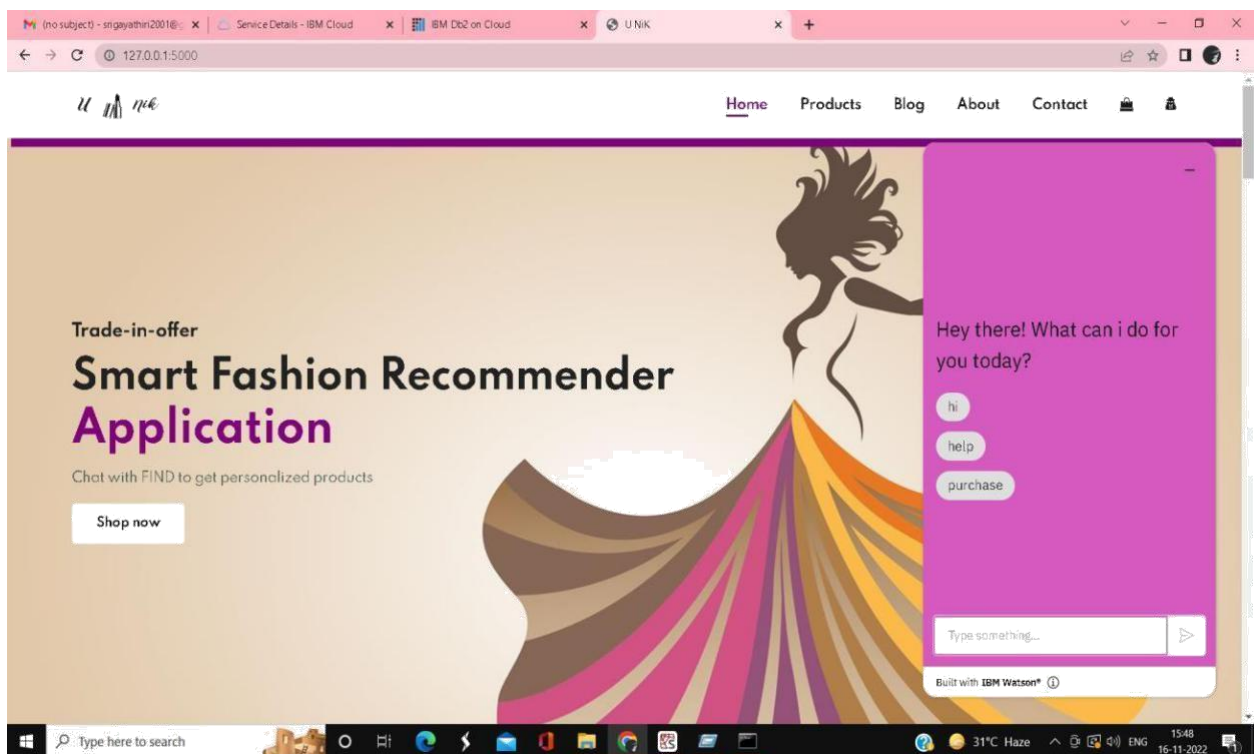 (no subject) - srigayathiri2001@g
Service Details - IBM Cloud
IBM Db2 on Cloud
U NiK
127.0.0.1:5000
U nik
Home Products Blog About Contact
Trade-in-offer
Smart Fashion Recommender
Application
Chat with FIND to get personalized products
Shop now
Hey there! What can i do for
you today?
hi
help
purchase
Type something...
Built with IBM Watson®
Type here to search
31°C Haze
ENG
15:48
16-11-2022